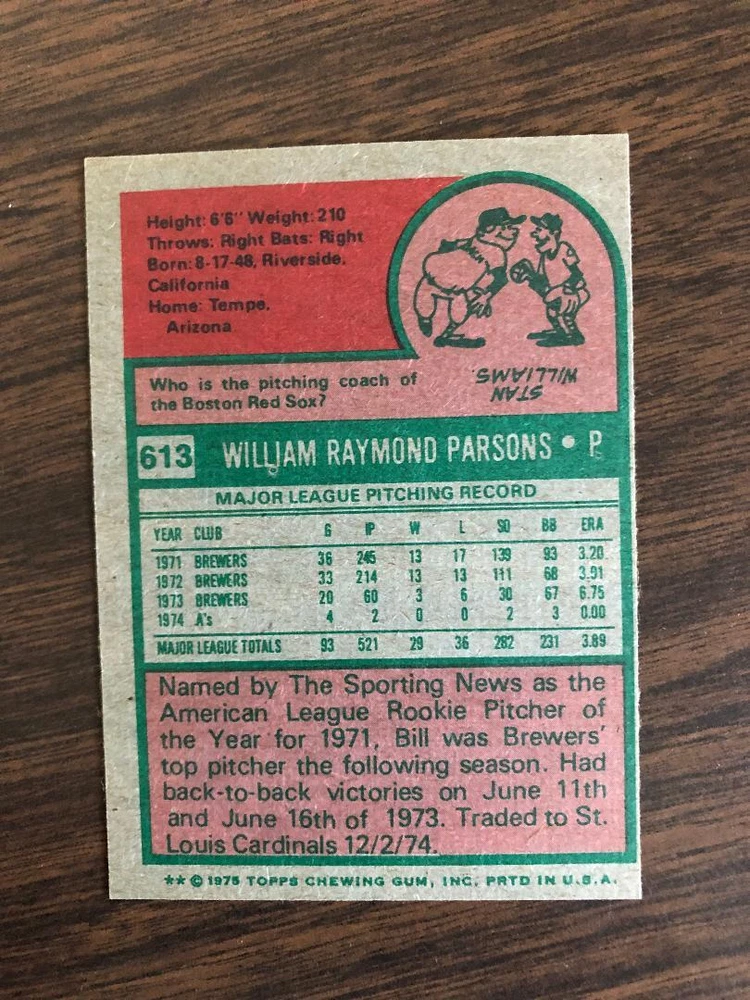 Height: 6'6" Weight: 210
Throws: Right Bats: Right
Born: 8-17-48, Riverside,
California
Home: Tempe,
Arizona
Who is the pitching coach of
the Boston Red Sox?
STAN
WILLIAMS.
613 WILLIAM RAYMOND PARSONS • P
MAJOR LEAGUE PITCHING RECORD
YEAR CLUB G IP W L SO BB ERA
1971 BREWERS 36 245 13 17 139 93 3.20
1972 BREWERS 33 214 13 13 111 68 3.91
1973 BREWERS 20 60 3 6 30 67 6.75
1974 A's 4 2 0 0 2 3 0.00
MAJOR LEAGUE TOTALS 93 521 29 36 282 231 3.89
Named by The Sporting News as the
American League Rookie Pitcher of
the Year for 1971, Bill was Brewers'
top pitcher the following season. Had
back-to-back victories on June 11th
and June 16th of 1973. Traded to St.
Louis Cardinals 12/2/74.
** © 1975 TOPPS CHEWING GUM, INC. PRTD IN U.S.A.